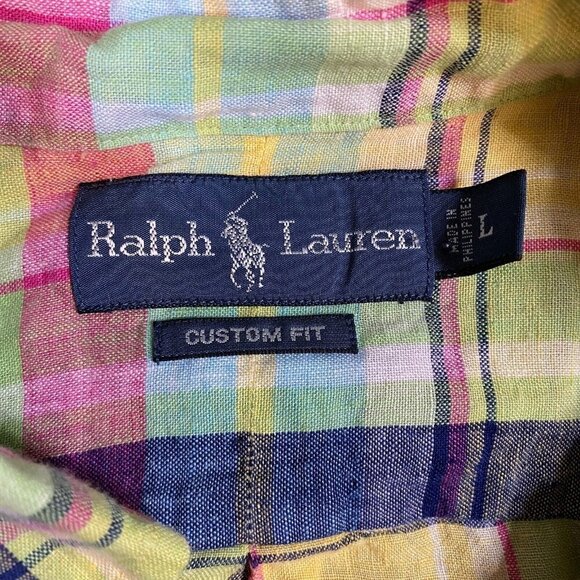 Ralph Lauren
MADE IN
PHILIPPINES
L
CUSTOM FIT